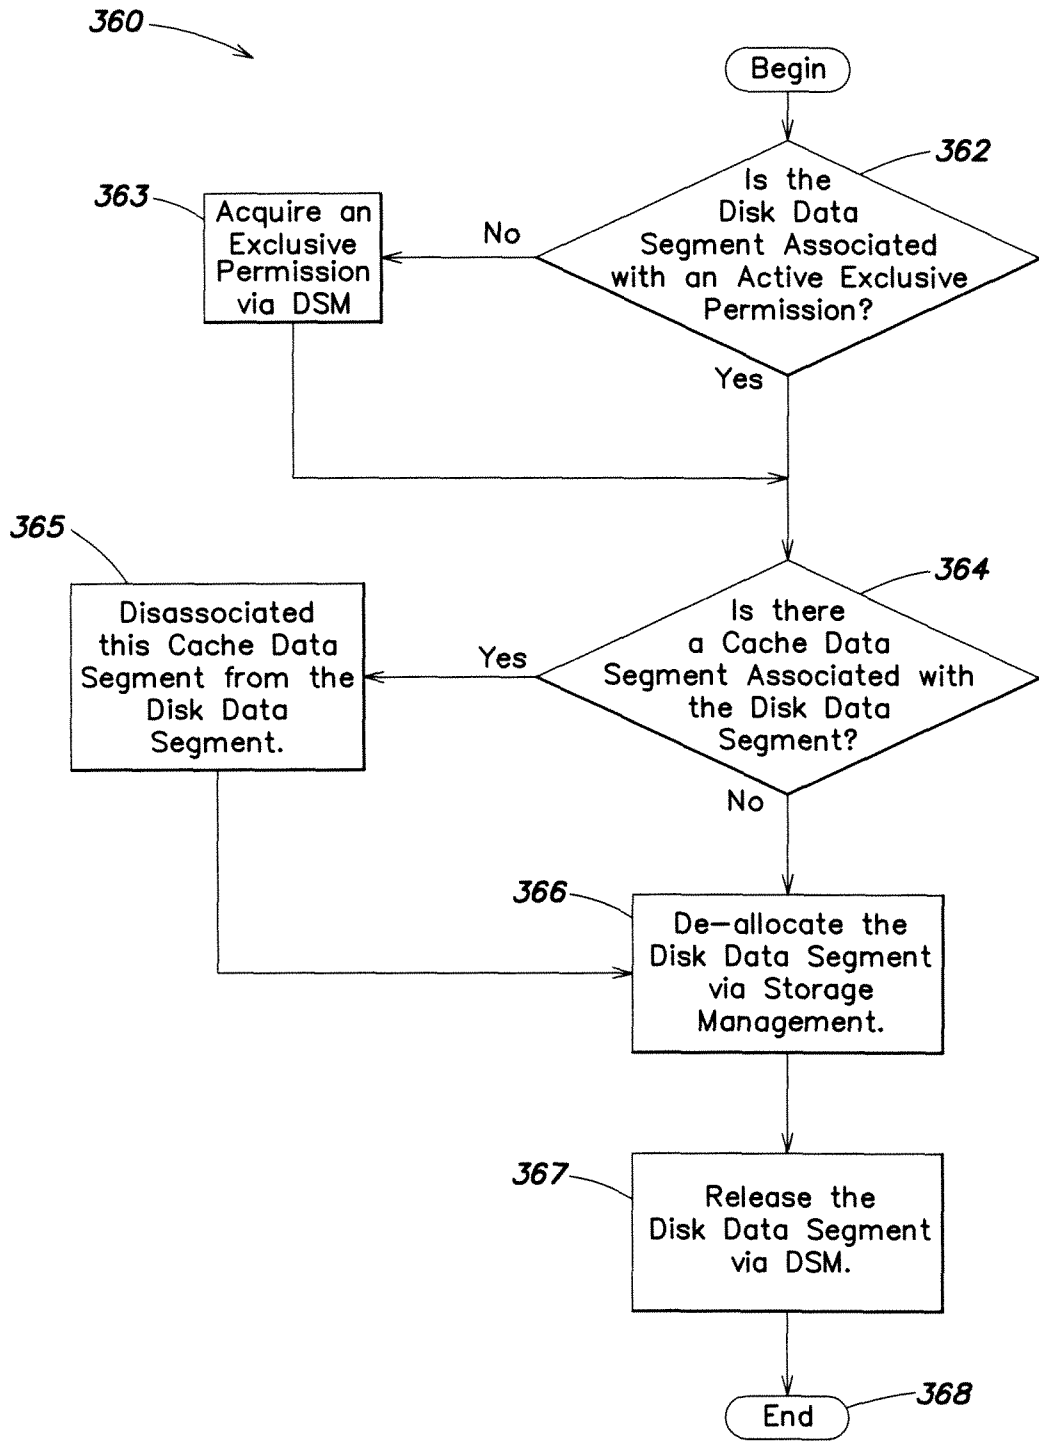 360
Begin
362
Is the
Disk Data
Segment Associated
with an Active Exclusive
Permission?
363
Acquire an
Exclusive
Permission
via DSM
No
Yes
365
364
Is there
a Cache Data
Segment Associated with
the Disk Data
Segment?
Disassociated
this Cache Data
Segment from the
Disk Data
Segment.
Yes
No
366
De-allocate the
Disk Data Segment
via Storage
Management.
367
Release the
Disk Data Segment
via DSM.
368
End